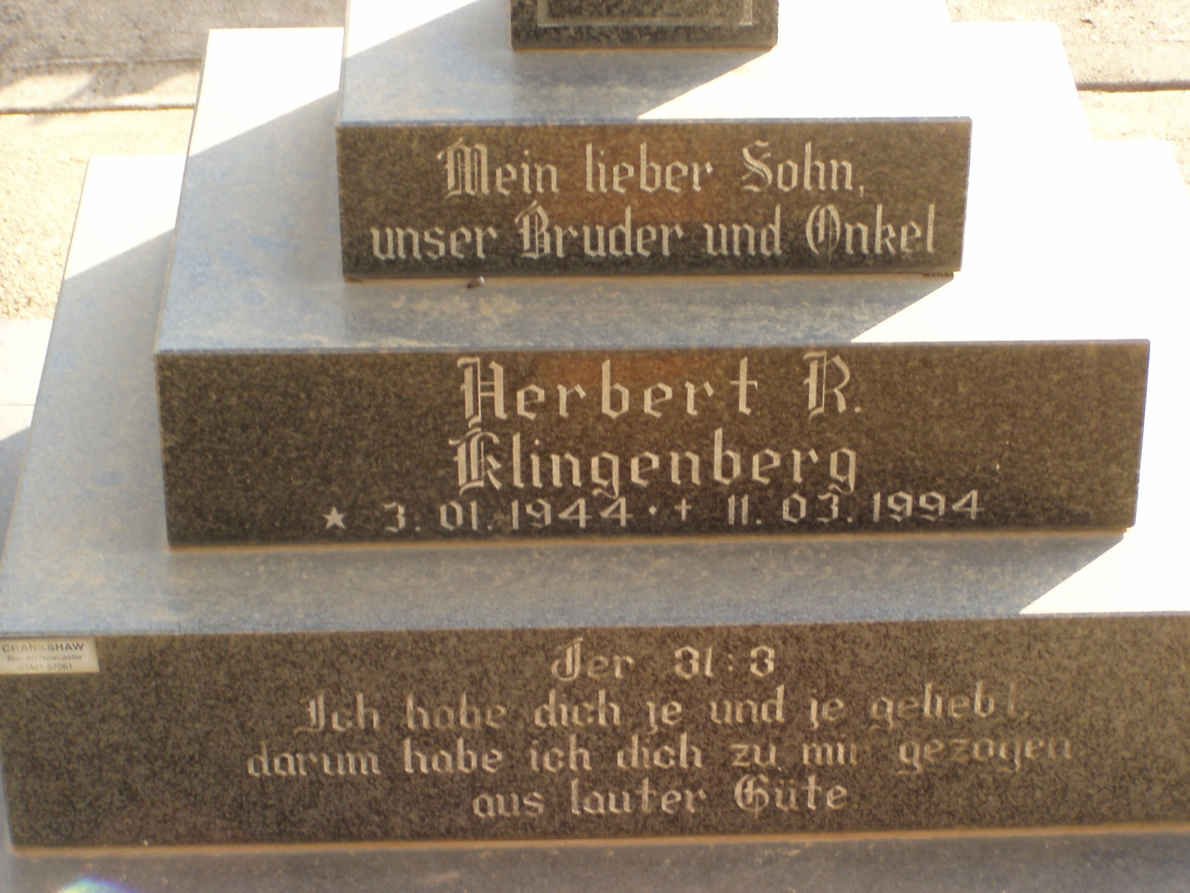 Mein lieber Sohn,
unser Bruder und Onkel
Herbert R.
Klingenberg
★ 3.01.1944 · † 11.03.1994
CRANKSHAW
Jer 31:3
Ich habe dich je und je geliebt,
darum habe ich dich zu mir gezogen
aus lauter Güte